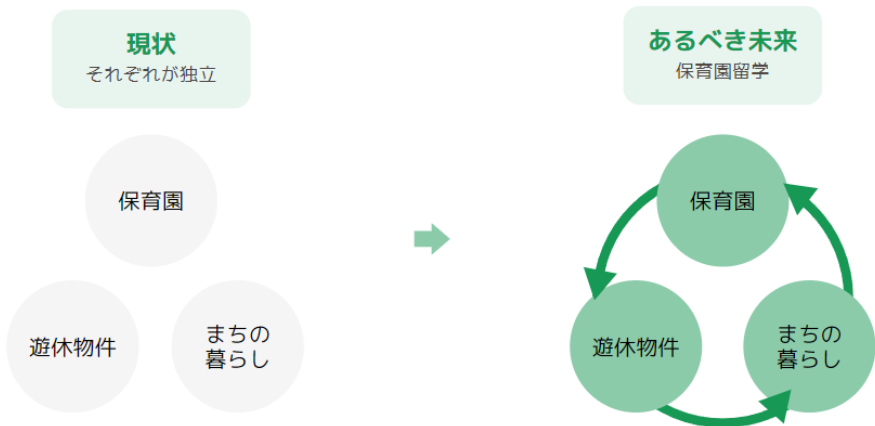 現状
それぞれが独立
保育園
遊休物件
まちの
暮らし
あるべき未来
保育園留学
保育園
遊休物件
まちの
暮らし